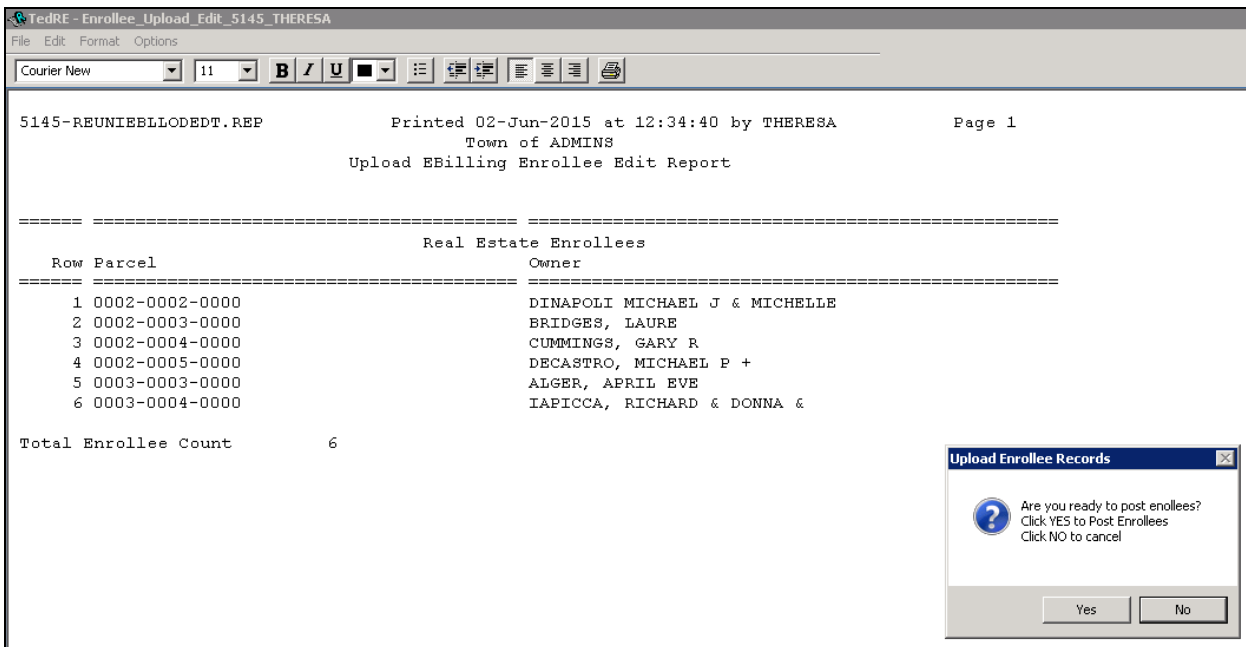 TedRE - Enrollee_Upload_Edit_5145_THERESA
File Edit Format Options
Courier New 11 B I U
5145-REUNIEBLLODEDT.REP Printed 02-Jun-2015 at 12:34:40 by THERESA Page 1
Town of ADMINS
Upload EBilling Enrollee Edit Report
Real Estate Enrollees
Row Parcel Owner
1 0002-0002-0000 DINAPOLI MICHAEL J & MICHELLE
2 0002-0003-0000 BRIDGES, LAURE
3 0002-0004-0000 CUMMINGS, GARY R
4 0002-0005-0000 DECASTRO, MICHAEL P +
5 0003-0003-0000 ALGER, APRIL EVE
6 0003-0004-0000 IAPICCA, RICHARD & DONNA &
Total Enrollee Count 6
Upload Enrollee Records
Are you ready to post enollees?
Click YES to Post Enrollees
Click NO to cancel
Yes No